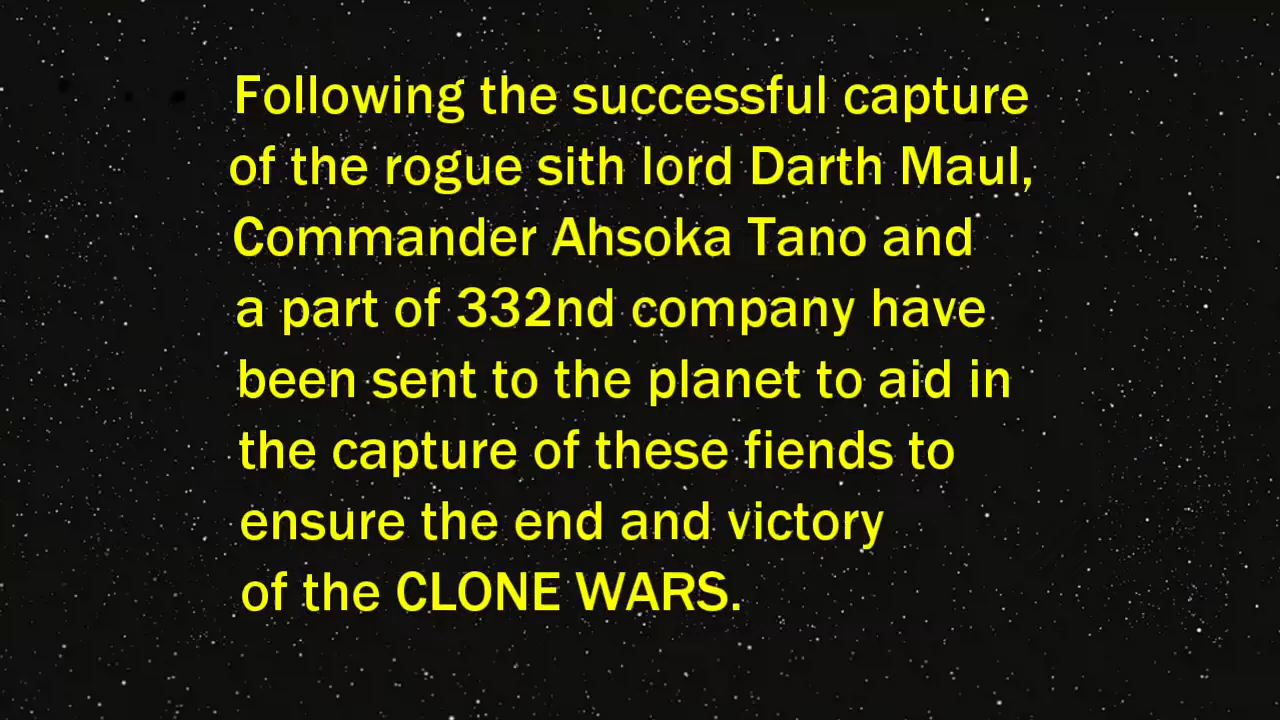 Following the successful capture
of the rogue sith lord Darth Maul,
Commander Ahsoka Tano and
a part of 332nd company have
been sent to the planet to aid in
the capture of these fiends to
ensure the end and victory
of the CLONE WARS.